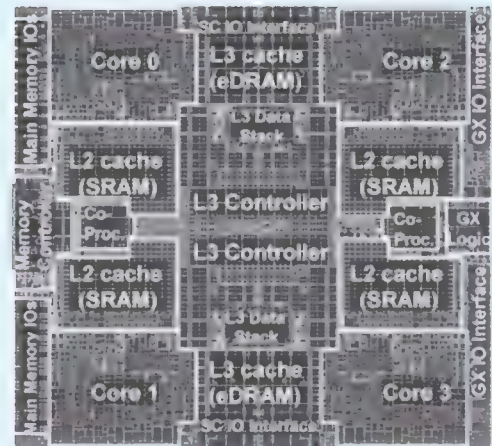 SC IO Interface
Main Memory IOs
Core 0
L3 cache
(eDRAM)
Core 2
GX IO Interface
L3 Data
Stack
L2 cache
(SRAM)
L2 cache
(SRAM)
L3 Controller
Memory
Controller
Co-
Proc.
Co-
Proc.
GX
L3 Controller
L2 cache
(SRAM)
L2 cache
(SRAM)
Main Memory IOs
L3 Data
Stack
GX IO Interface
Core 1
L3 cache
(eDRAM)
Core 3
SC IO Interface